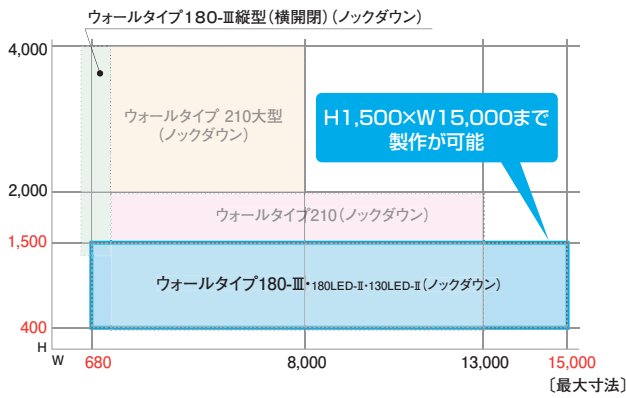 ウォールタイプ180-Ⅲ縦型（横開閉）（ノックダウン）
4,000
ウォールタイプ 210大型
（ノックダウン）
H1,500×W15,000まで
製作が可能
2,000
ウォールタイプ210（ノックダウン）
1,500
ウォールタイプ180-Ⅲ・180LED-Ⅱ・130LED-Ⅱ（ノックダウン）
400
H
W
680
8,000
13,000
15,000
〔最大寸法〕